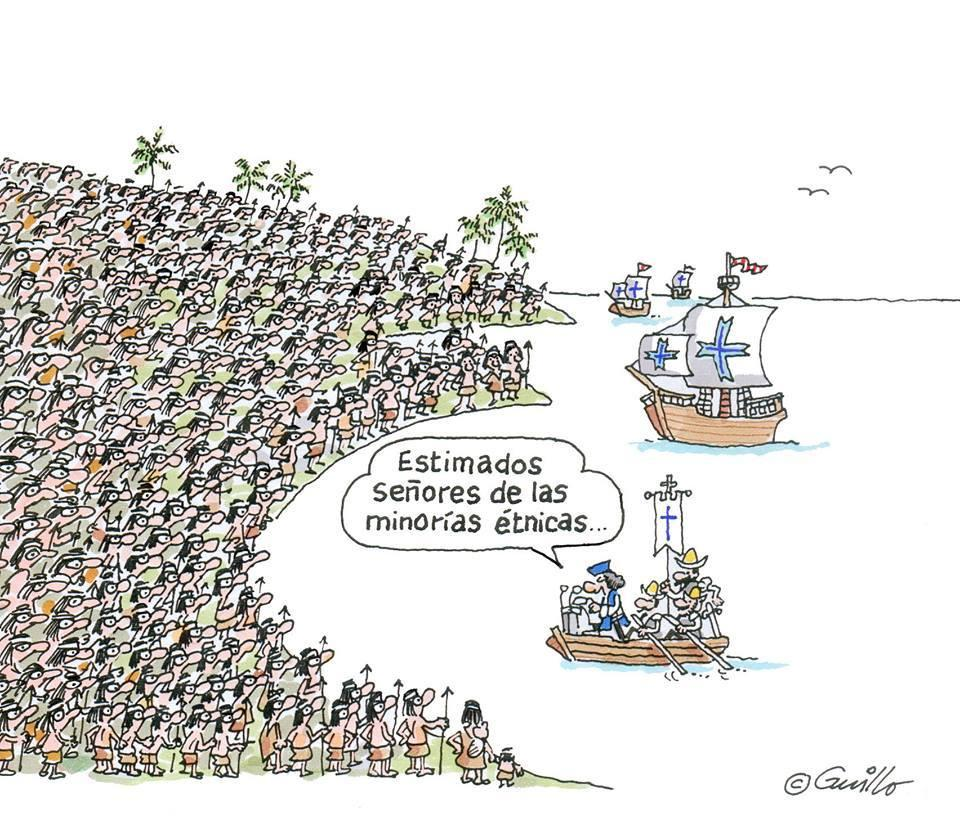 Estimados
señores de las
minorías étnicas...
© Guillo